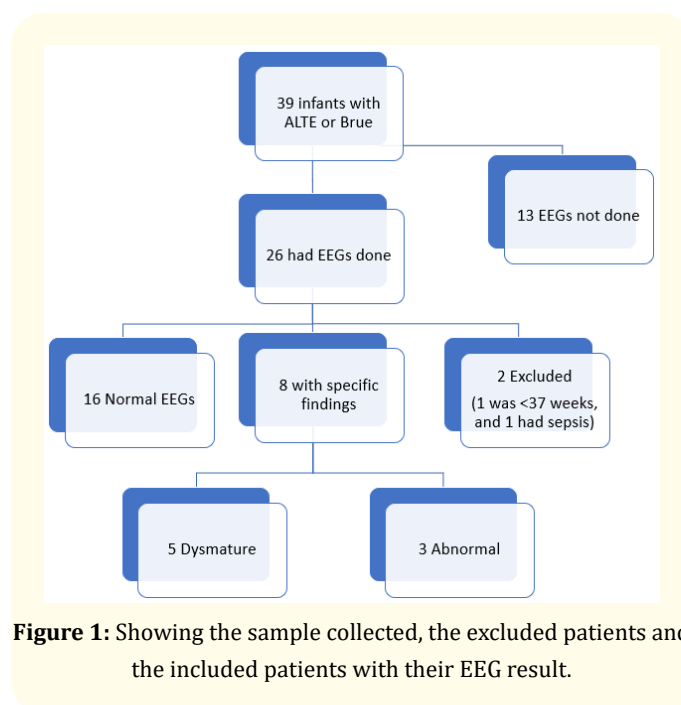 39 infants with
ALTE or Brue
13 EEGs not done
26 had EEGs done
16 Normal EEGs
8 with specific
findings
2 Excluded
(1 was <37 weeks,
and 1 had sepsis)
5 Dysmature
3 Abnormal
Figure 1: Showing the sample collected, the excluded patients and
the included patients with their EEG result.